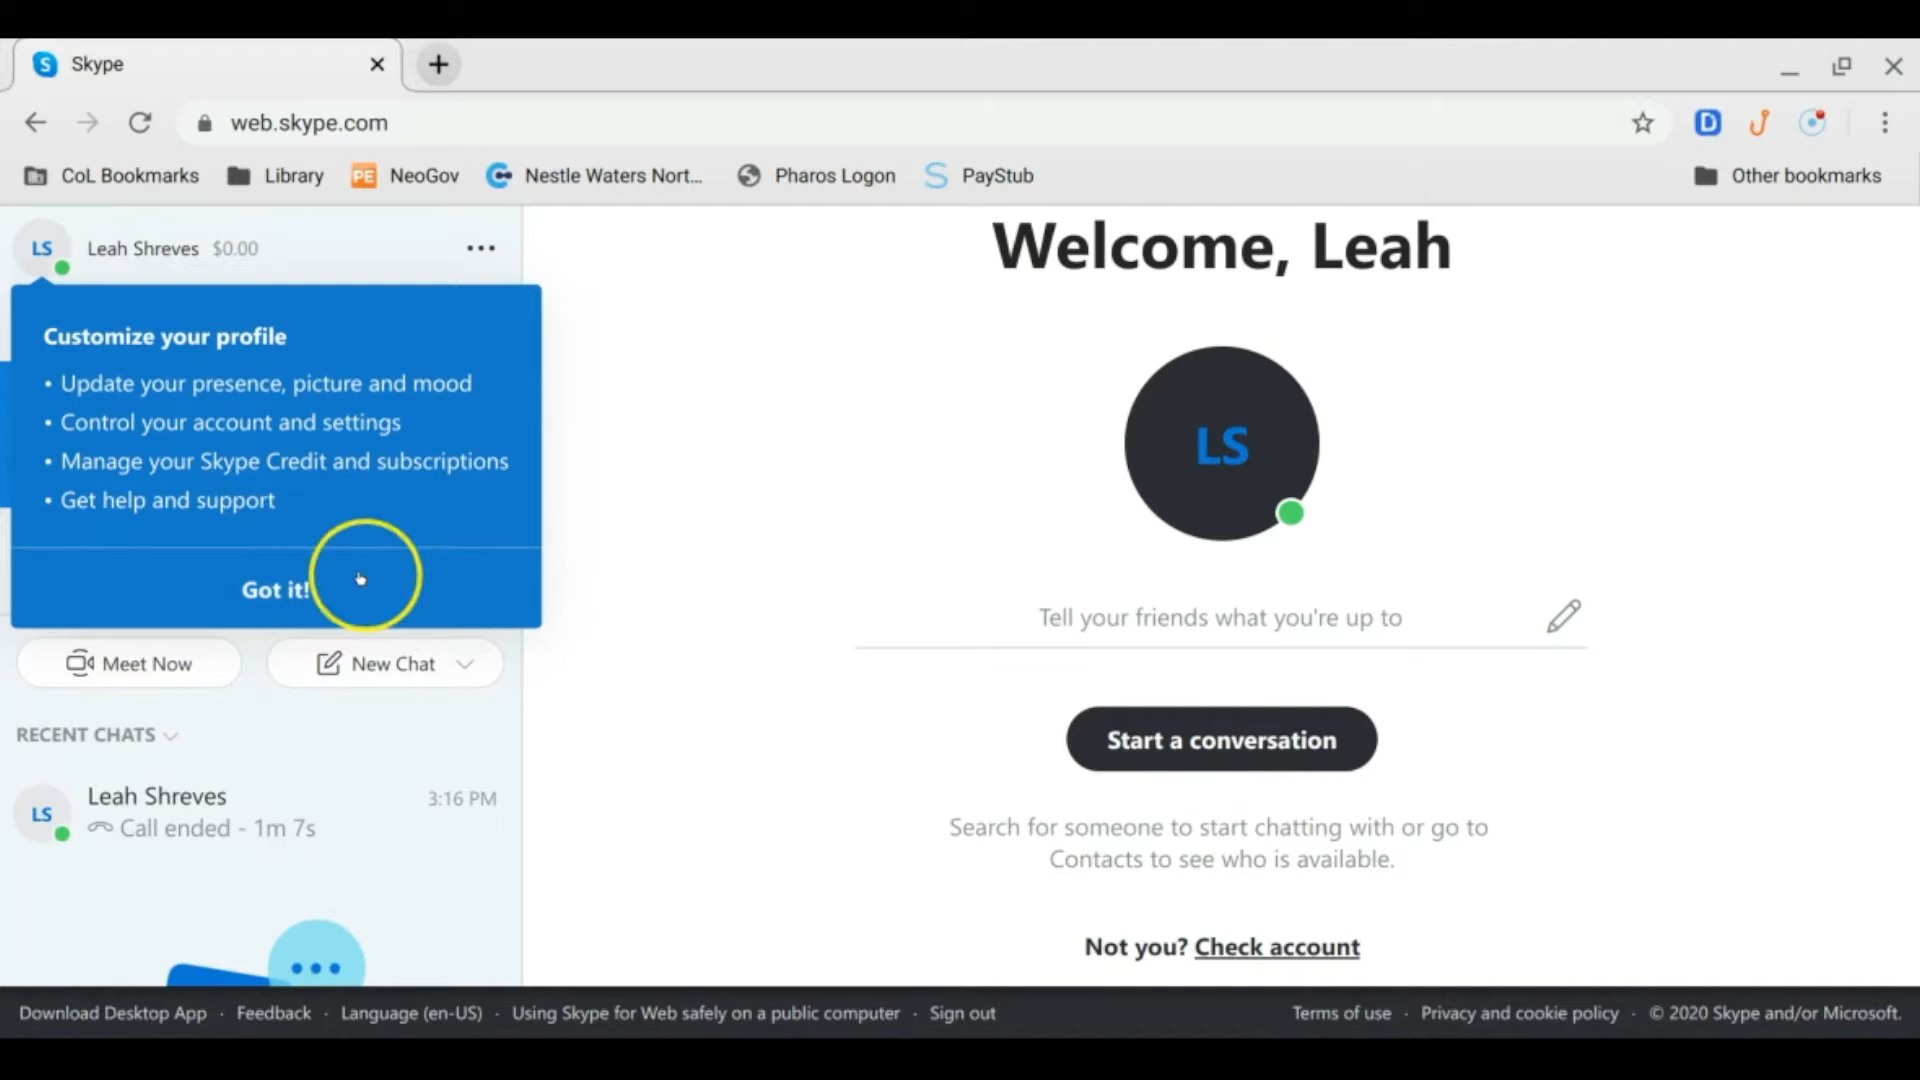 Skype
web.skype.com
CoL Bookmarks Library PE NeoGov Nestle Waters Nort... Pharos Logon PayStub Other bookmarks
LS Leah Shreves $0.00
Customize your profile
• Update your presence, picture and mood
• Control your account and settings
• Manage your Skype Credit and subscriptions
• Get help and support
Got it!
Meet Now New Chat
RECENT CHATS
LS Leah Shreves 3:16 PM
Call ended - 1m 7s
Welcome, Leah
LS
Tell your friends what you're up to
Start a conversation
Search for someone to start chatting with or go to
Contacts to see who is available.
Not you? Check account
Download Desktop App · Feedback · Language (en-US) · Using Skype for Web safely on a public computer · Sign out
Terms of use · Privacy and cookie policy · © 2020 Skype and/or Microsoft.